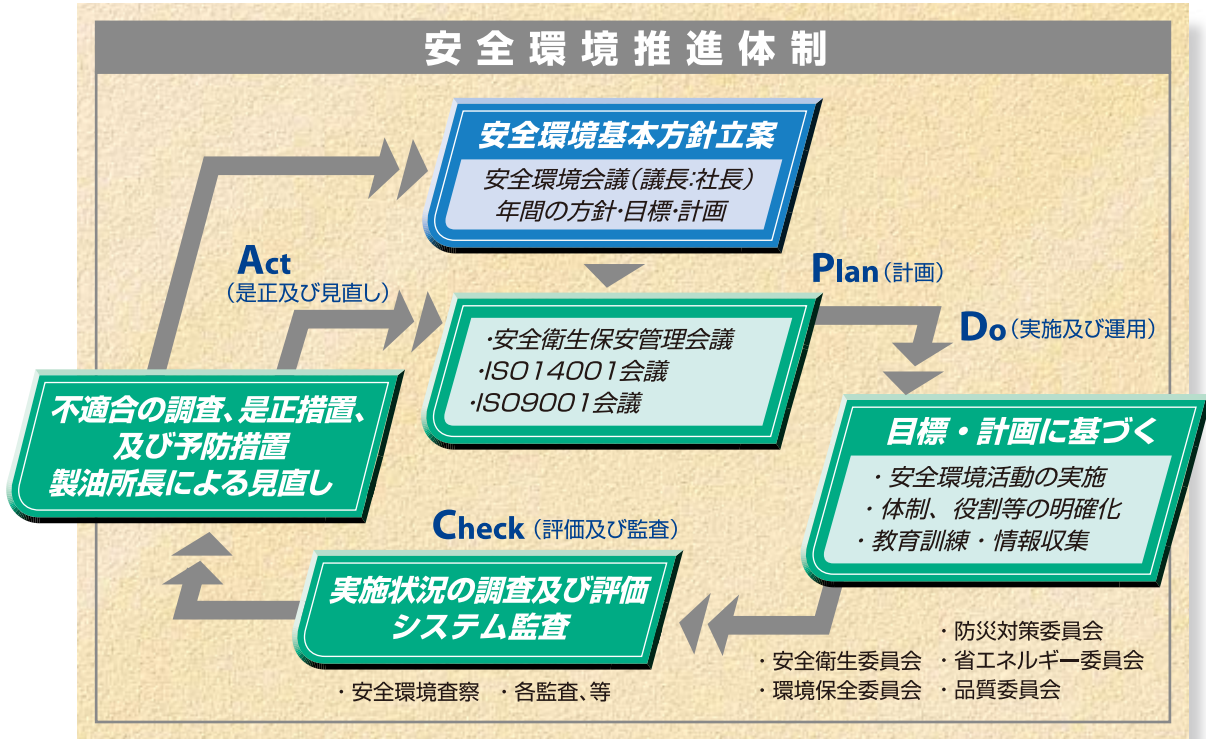 安全環境推進体制
安全環境基本方針立案
安全環境会議(議長:社長)
年間の方針・目標・計画
Act
(是正及び見直し)
Plan(計画)
・安全衛生保安管理会議
・ISO14001会議
・ISO9001会議
Do(実施及び運用)
不適合の調査、是正措置、
及び予防措置
製油所長による見直し
目標・計画に基づく
・安全環境活動の実施
・体制、役割等の明確化
・教育訓練・情報収集
Check(評価及び監査)
実施状況の調査及び評価
システム監査
・安全環境査察 ・各監査、等
・防災対策委員会
・安全衛生委員会 ・省エネルギー委員会
・環境保全委員会 ・品質委員会